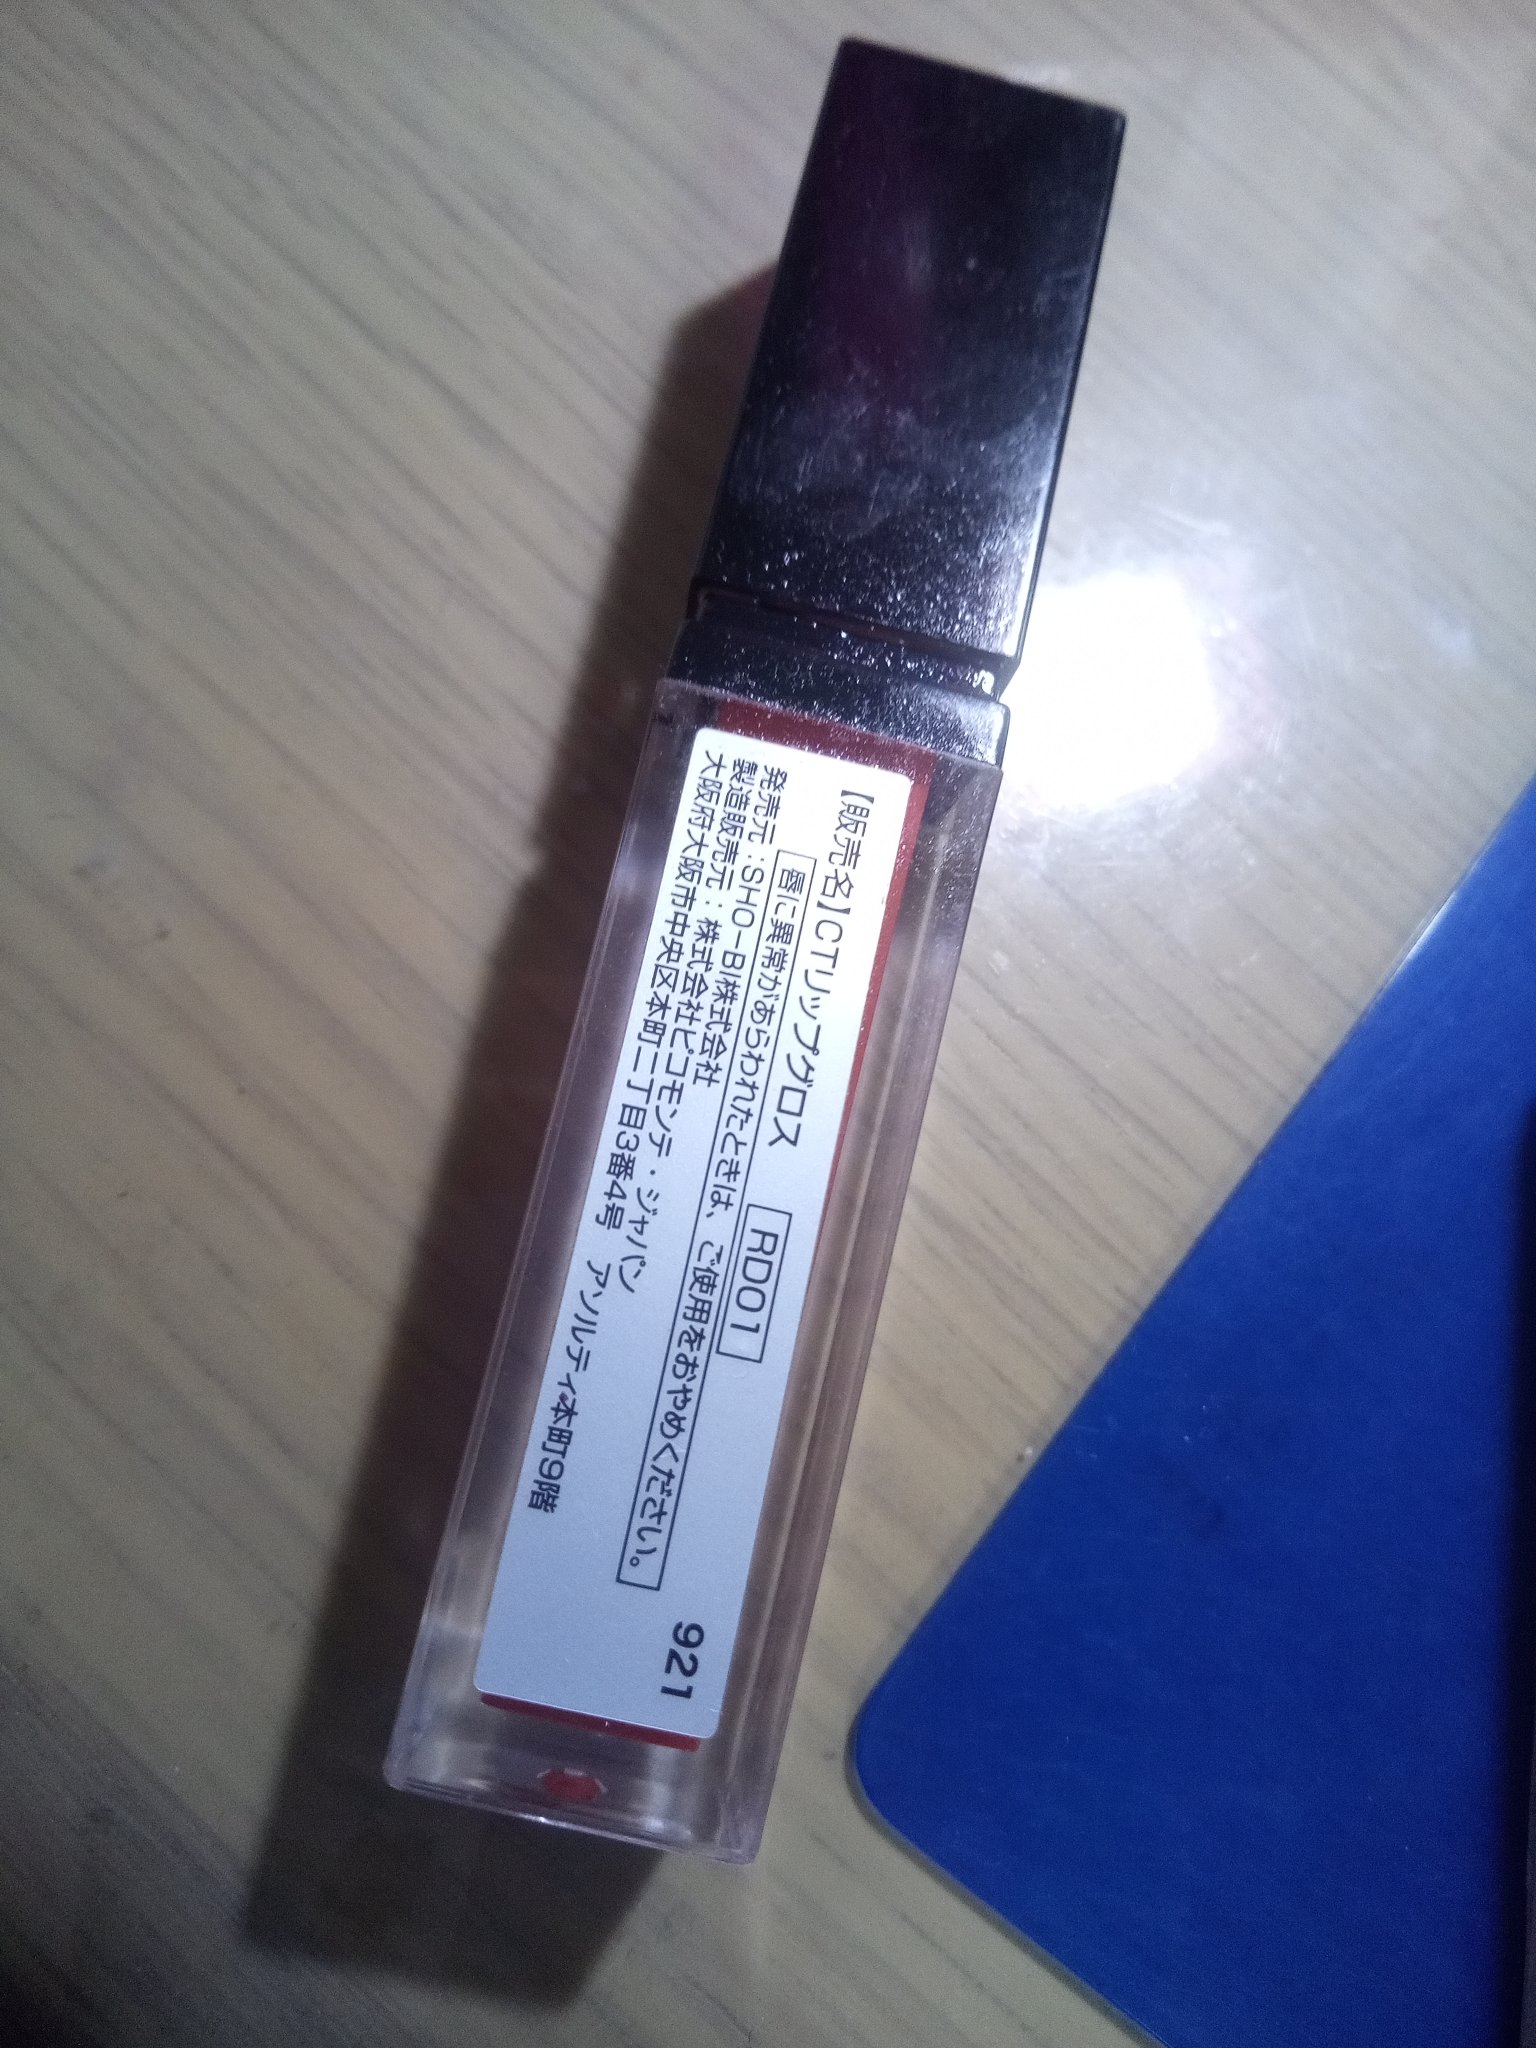 【販売名】CTリップグロス RD01
唇に異常があらわれたときは、ご使用をおやめください。 921
発売元:SHO-BI株式会社
製造販売元:株式会社ピコモンテ・ジャパン
大阪府大阪市中央区本町二丁目3番4号 アソルティ本町9階